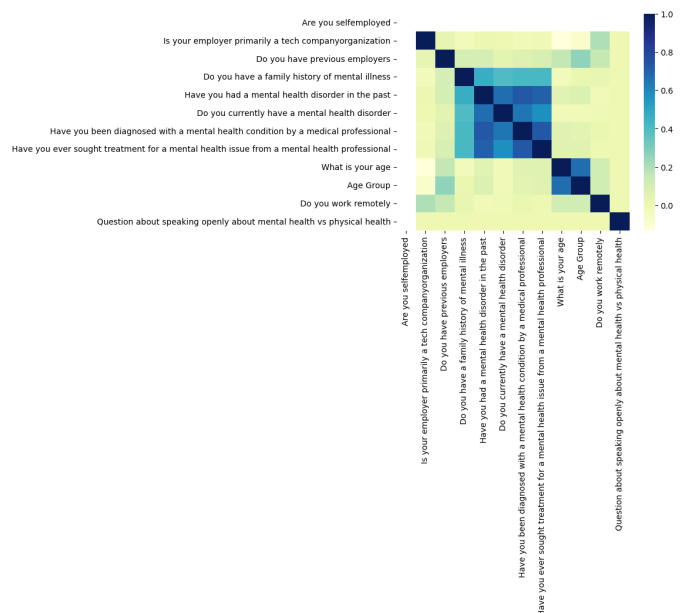 Are you selfemployed
Is your employer primarily a tech companyorganization
Do you have previous employers
Do you have a family history of mental illness
Have you had a mental health disorder in the past
Do you currently have a mental health disorder
Have you been diagnosed with a mental health condition by a medical professional
Have you ever sought treatment for a mental health issue from a mental health professional
What is your age
Age Group
Do you work remotely
Question about speaking openly about mental health vs physical health
Are you selfemployed
Is your employer primarily a tech companyorganization
Do you have previous employers
Do you have a family history of mental illness
Have you had a mental health disorder in the past
Do you currently have a mental health disorder
Have you been diagnosed with a mental health condition by a medical professional
Have you ever sought treatment for a mental health issue from a mental health professional
What is your age
Age Group
Do you work remotely
Question about speaking openly about mental health vs physical health
1.0
0.8
0.6
0.4
0.2
0.0